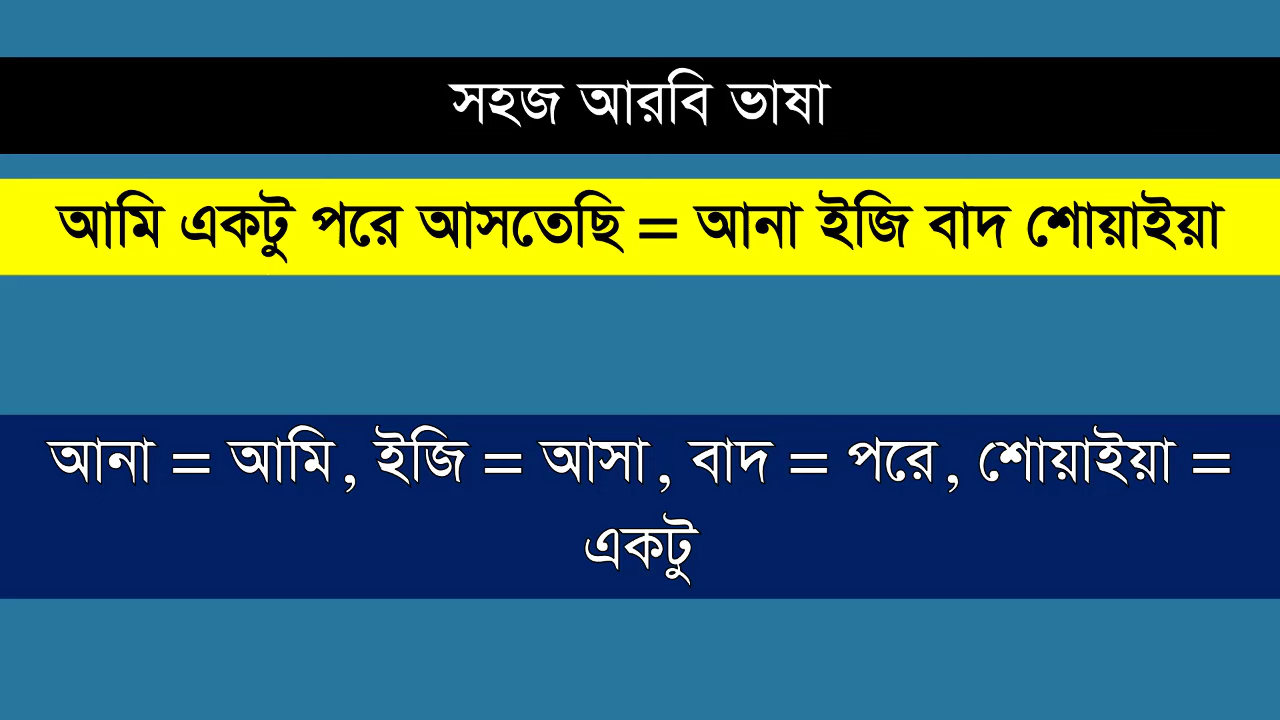 সহজ আরবি ভাষা
আমি একটু পরে আসতেছি = আনা ইজি বাদ শোয়াইয়া
আনা = আমি, ইজি = আসা, বাদ = পরে, শোয়াইয়া =
একটু